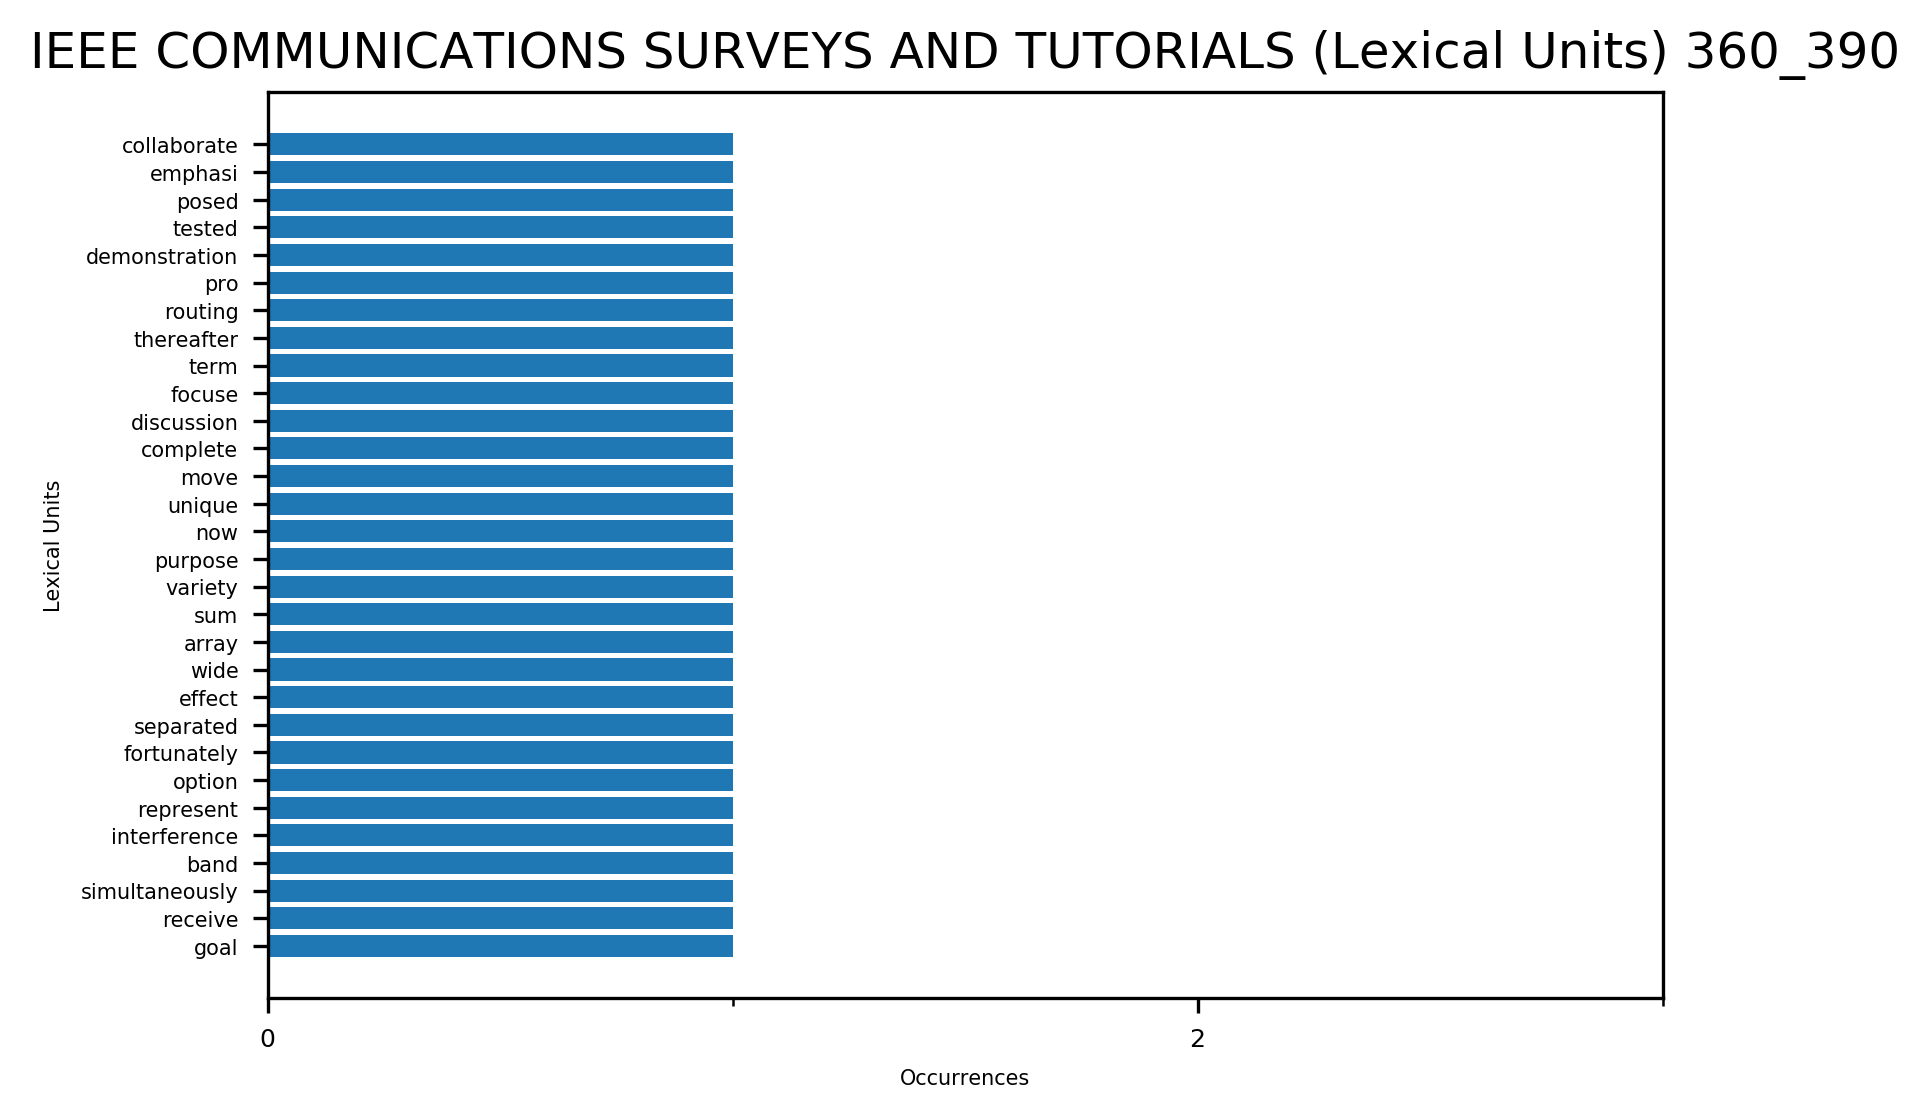 IEEE COMMUNICATIONS SURVEYS AND TUTORIALS (Lexical Units) 360_390
collaborate
emphasi
posed
tested
demonstration
pro
routing
thereafter
term
focuse
discussion
complete
move
unique
now
purpose
variety
sum
array
wide
effect
separated
fortunately
option
represent
interference
band
simultaneously
receive
goal
Lexical Units
0 2
Occurrences